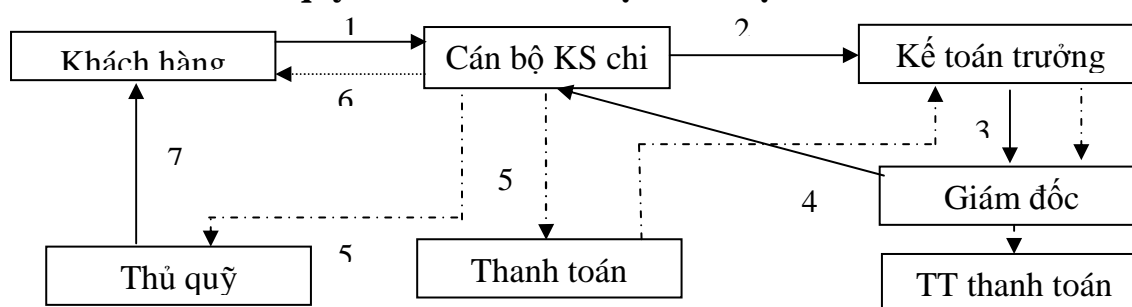 1
2
Khách hàng
Cán bộ KS chi
Kế toán trưởng
6
3
7
5
4
Giám đốc
5
Thủ quỹ
Thanh toán
TT thanh toán